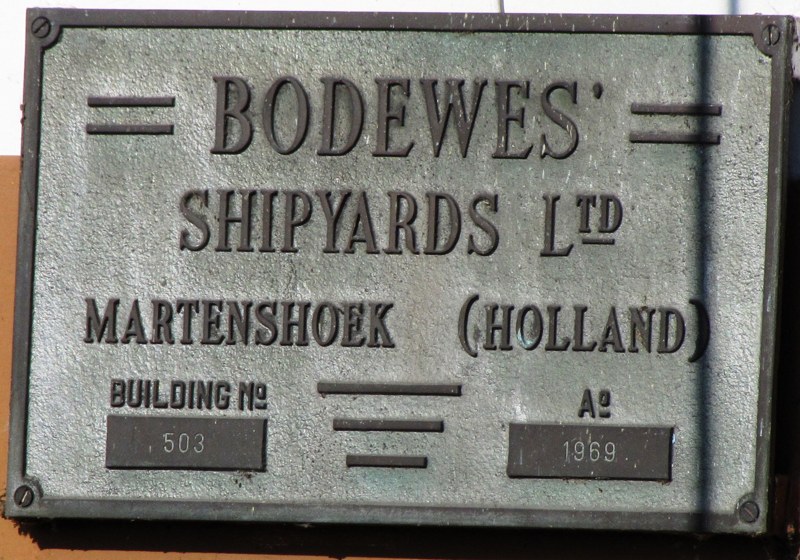 BODEWES'
SHIPYARDS LTD
MARTENSHOEK (HOLLAND)
BUILDING Nº Aº
503 1969